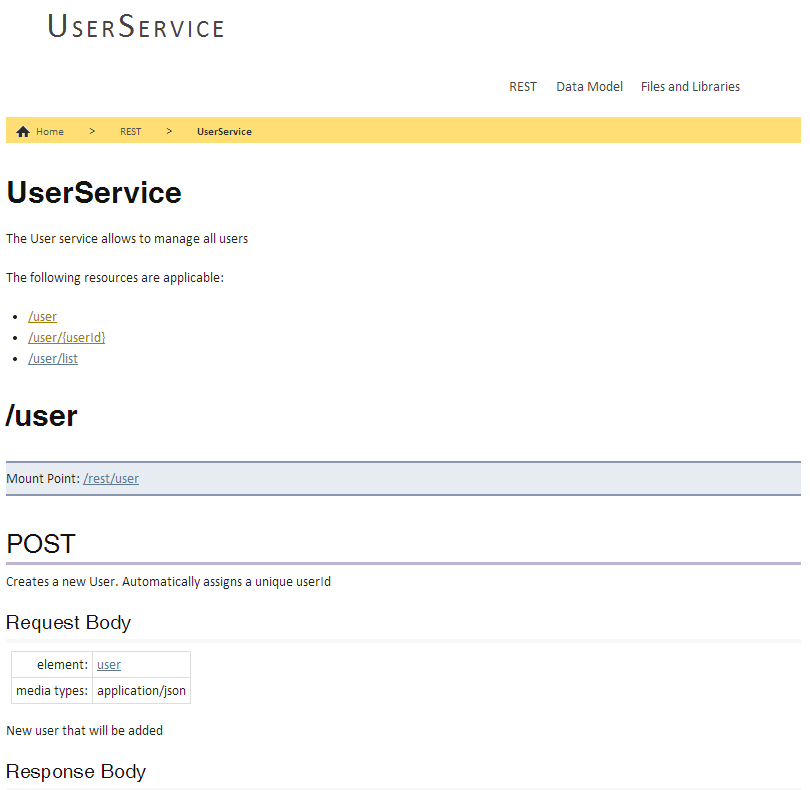 UserService
REST Data Model Files and Libraries
Home > REST > UserService
UserService
The User service allows to manage all users
The following resources are applicable:
/user
/user/{userId}
/user/list
/user
Mount Point: /rest/user
POST
Creates a new User. Automatically assigns a unique userId
Request Body
element: user
media types: application/json
New user that will be added
Response Body